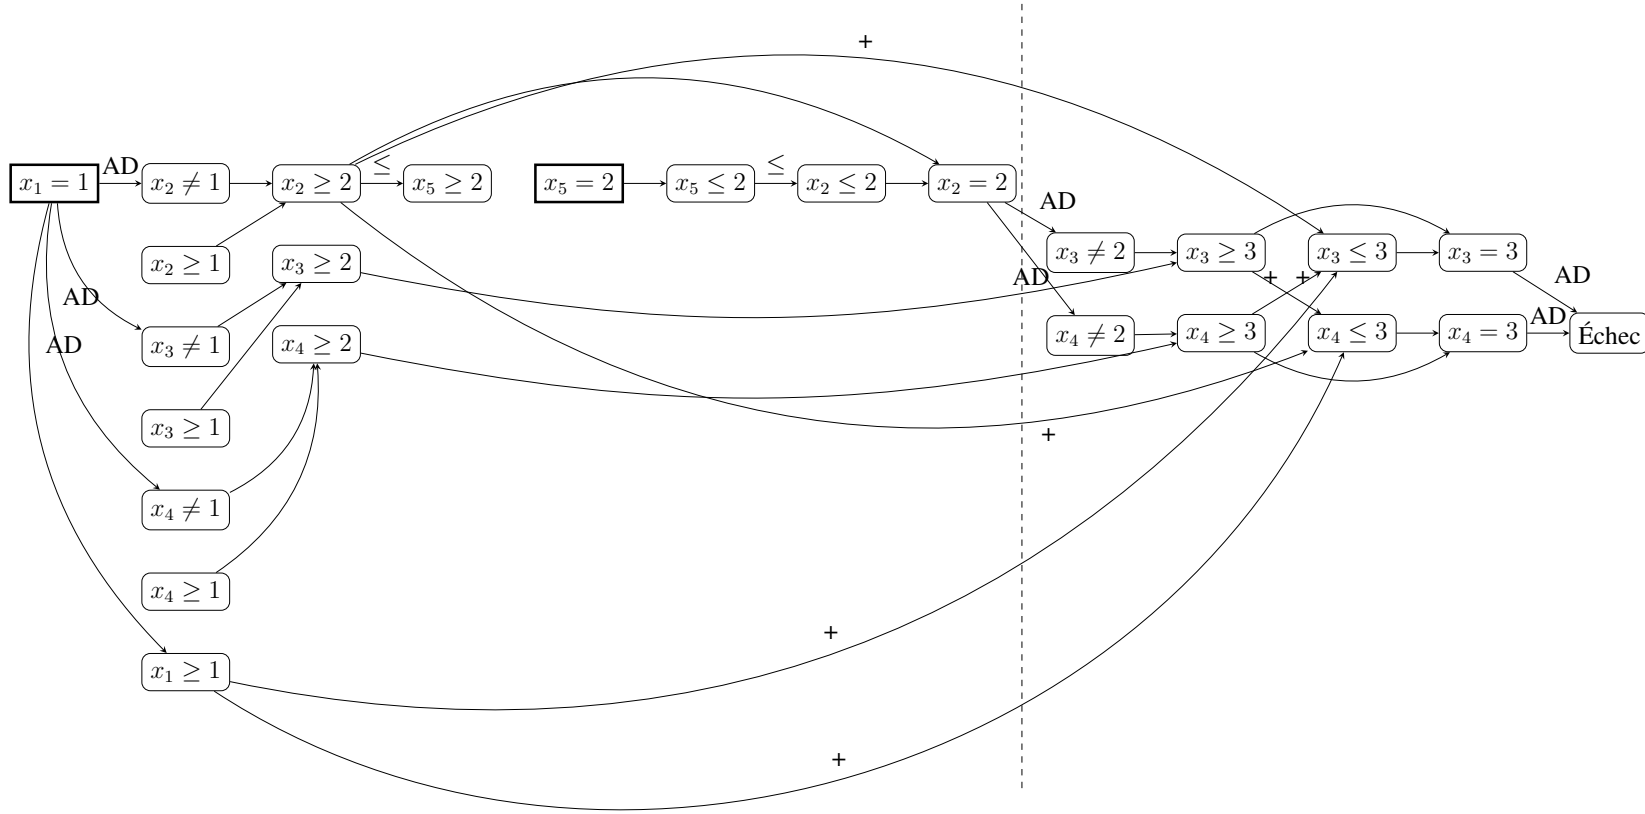 +
x₁ = 1 AD x₂ ≠ 1 x₂ ≥ 2 ≤ x₅ ≥ 2 x₅ = 2 x₅ ≤ 2 ≤ x₂ ≤ 2 x₂ = 2
AD
x₂ ≥ 1 x₃ ≥ 2 x₃ ≠ 2 x₃ ≥ 3 x₃ ≤ 3 x₃ = 3
AD + + AD
AD
x₃ ≠ 1 x₄ ≥ 2 x₄ ≠ 2 x₄ ≥ 3 x₄ ≤ 3 x₄ = 3 AD Échec
AD
x₃ ≥ 1 +
x₄ ≠ 1
x₄ ≥ 1
+
x₁ ≥ 1
+